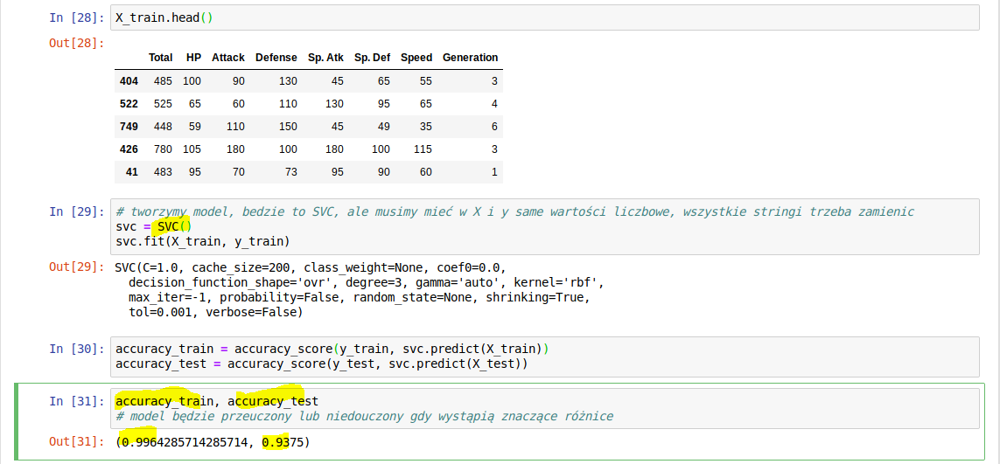 In [28]: X_train.head()
Out[28]:
Total HP Attack Defense Sp. Atk Sp. Def Speed Generation
404 485 100 90 130 45 65 55 3
522 525 65 60 110 130 95 65 4
749 448 59 110 150 45 49 35 6
426 780 105 180 100 180 100 115 3
41 483 95 70 73 95 90 60 1
In [29]: # tworzymy model, bedzie to SVC, ale musimy mieć w X i y same wartości liczbowe, wszystkie stringi trzeba zamienic
svc = SVC()
svc.fit(X_train, y_train)
Out[29]: SVC(C=1.0, cache_size=200, class_weight=None, coef0=0.0,
decision_function_shape='ovr', degree=3, gamma='auto', kernel='rbf',
max_iter=-1, probability=False, random_state=None, shrinking=True,
tol=0.001, verbose=False)
In [30]: accuracy_train = accuracy_score(y_train, svc.predict(X_train))
accuracy_test = accuracy_score(y_test, svc.predict(X_test))
In [31]: accuracy_train, accuracy_test
# model będzie przeuczony lub niedouczony gdy wystąpią znaczące różnice
Out[31]: (0.9964285714285714, 0.9375)